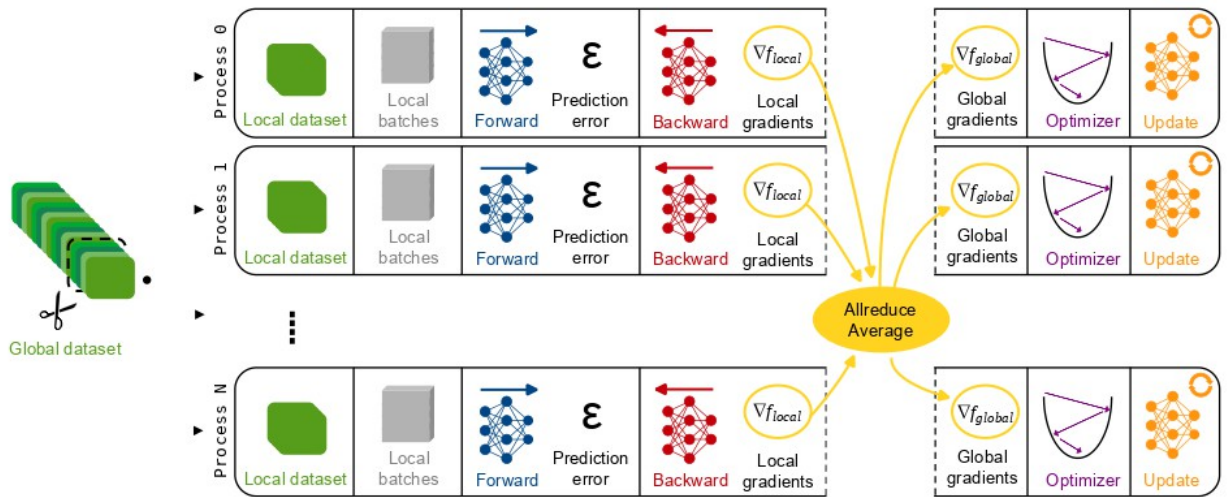 Process 0
Local dataset
Local
batches
Forward
ε
Prediction
error
Backward
∇f_local
Local
gradients
∇f_global
Global
gradients
Optimizer
Update
Process 1
Local dataset
Local
batches
Forward
ε
Prediction
error
Backward
∇f_local
Local
gradients
∇f_global
Global
gradients
Optimizer
Update
Global dataset
Allreduce
Average
Process N
Local dataset
Local
batches
Forward
ε
Prediction
error
Backward
∇f_local
Local
gradients
∇f_global
Global
gradients
Optimizer
Update